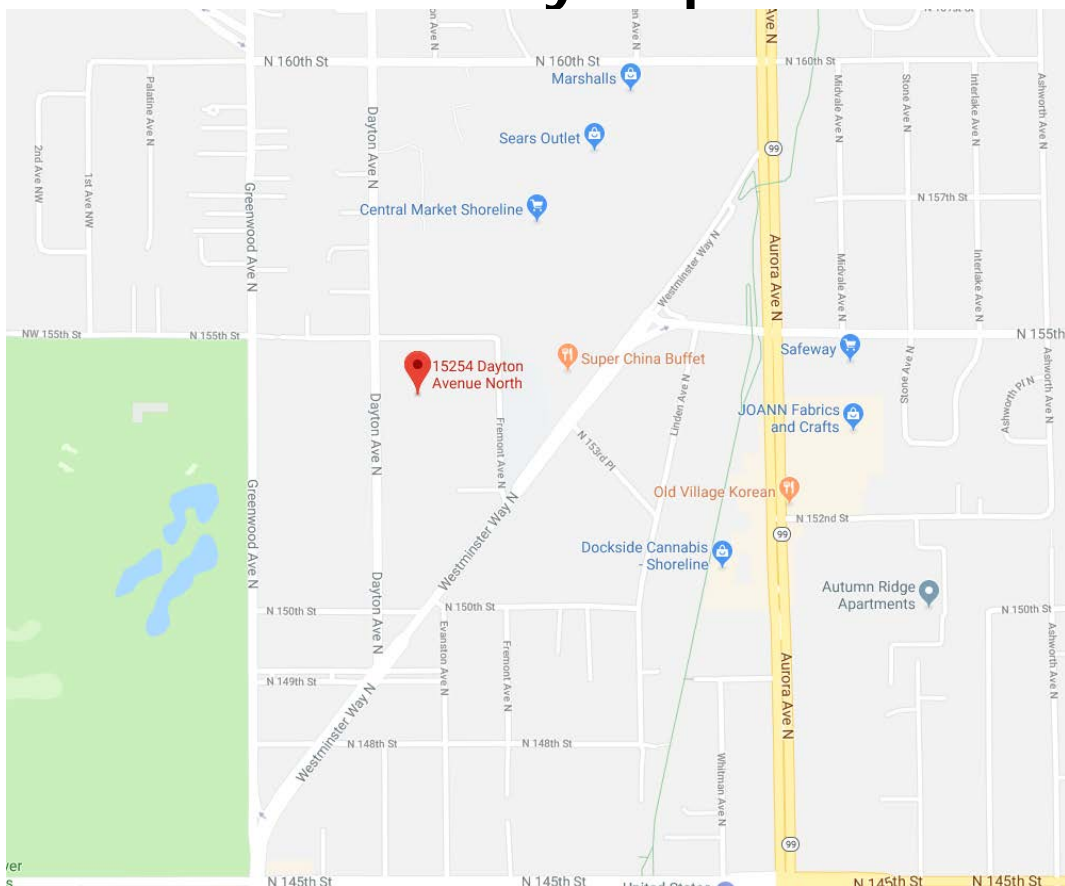 N 160th St
N 160th St
N 160th St
Marshalls
Sears Outlet
Central Market Shoreline
Palatine Ave N
2nd Ave NW
1st Ave NW
Greenwood Ave N
Dayton Ave N
Midvale Ave N
Stone Ave N
Interlake Ave N
Ashworth Ave N
99
N 157th St
Westminster Way N
Aurora Ave N
Midvale Ave N
Interlake Ave N
NW 155th St
N 155th St
N 155th
Super China Buffet
Safeway
15254 Dayton
Avenue North
Stone Ave N
Ashworth Pl N
Ashworth Ave N
Linden Ave N
Dayton Ave N
Fremont Ave N
JOANN Fabrics
and Crafts
N 153rd Pl
Old Village Korean
Greenwood Ave N
Westminster Way N
N 152nd St
99
Dockside Cannabis
- Shoreline
Autumn Ridge
Apartments
Dayton Ave N
N 150th St
N 150th St
N 150th St
Evanston Ave N
Fremont Ave N
Ashworth Ave N
Aurora Ave N
N 149th St
Westminster Way N
N 148th St
N 148th St
Whitman Ave N
99
N 145th St
N 145th St
N 145th St
N 145th St
United States